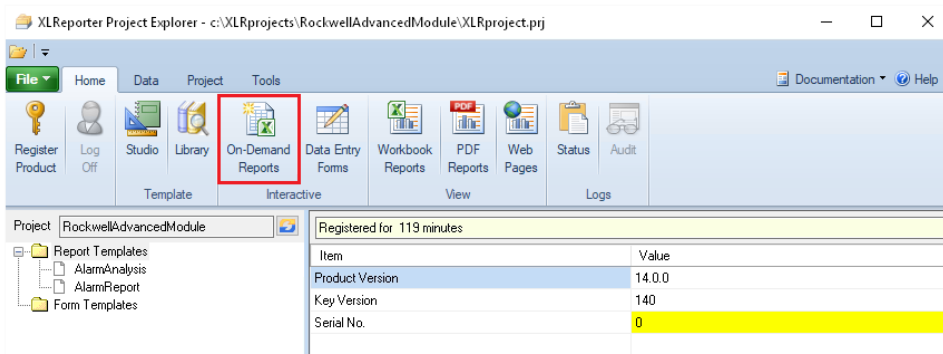 XLReporter Project Explorer - c:\XLRprojects\RockwellAdvancedModule\XLRproject.prj
File Home Data Project Tools Documentation Help
Register Product
Log Off
Studio
Library
On-Demand Reports
Data Entry Forms
Workbook Reports
PDF
PDF Reports
Web Pages
Status
Audit
Template Interactive View Logs
Project RockwellAdvancedModule
Report Templates
AlarmAnalysis
AlarmReport
Form Templates
Registered for 119 minutes
Item Value
Product Version 14.0.0
Key Version 140
Serial No. 0